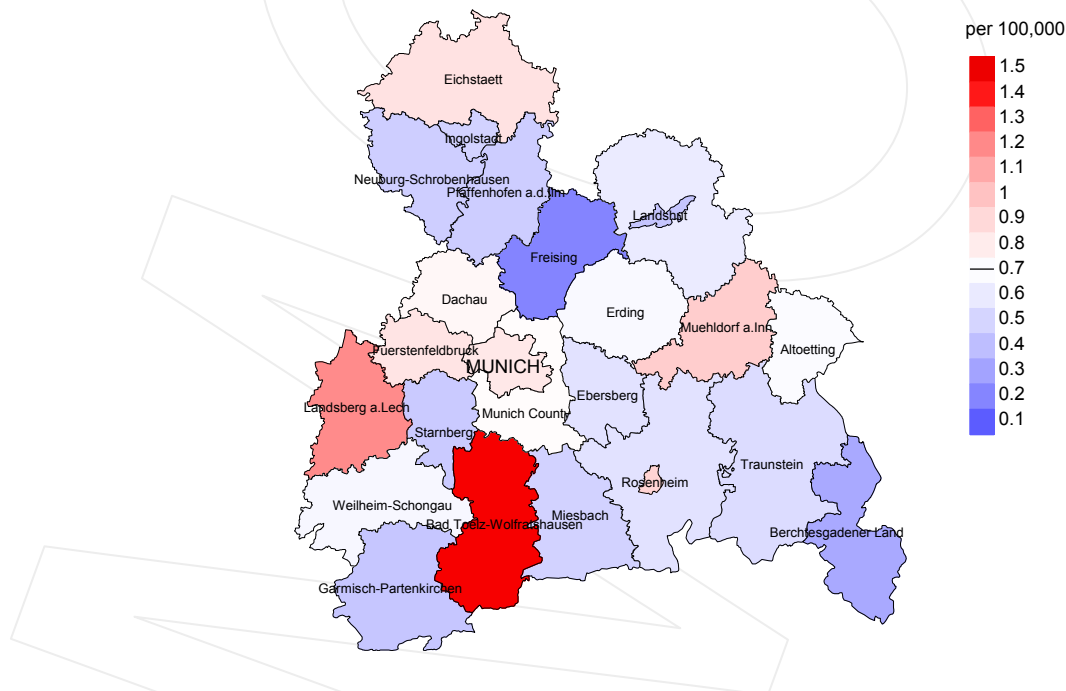 per 100,000
1.5
1.4
1.3
1.2
1.1
1
0.9
0.8
0.7
0.6
0.5
0.4
0.3
0.2
0.1
Eichstaett
Ingolstadt
Neuburg-Schrobenhausen
Pfaffenhofen a.d.Ilm
Landshut
Freising
Dachau
Erding
Muehldorf a.Inn
Altoetting
Fuerstenfeldbruck
MUNICH
Ebersberg
Landsberg a.Lech
Munich County
Starnberg
Traunstein
Rosenheim
Weilheim-Schongau
Miesbach
Bad Toelz-Wolfratshausen
Berchtesgadener Land
Garmisch-Partenkirchen